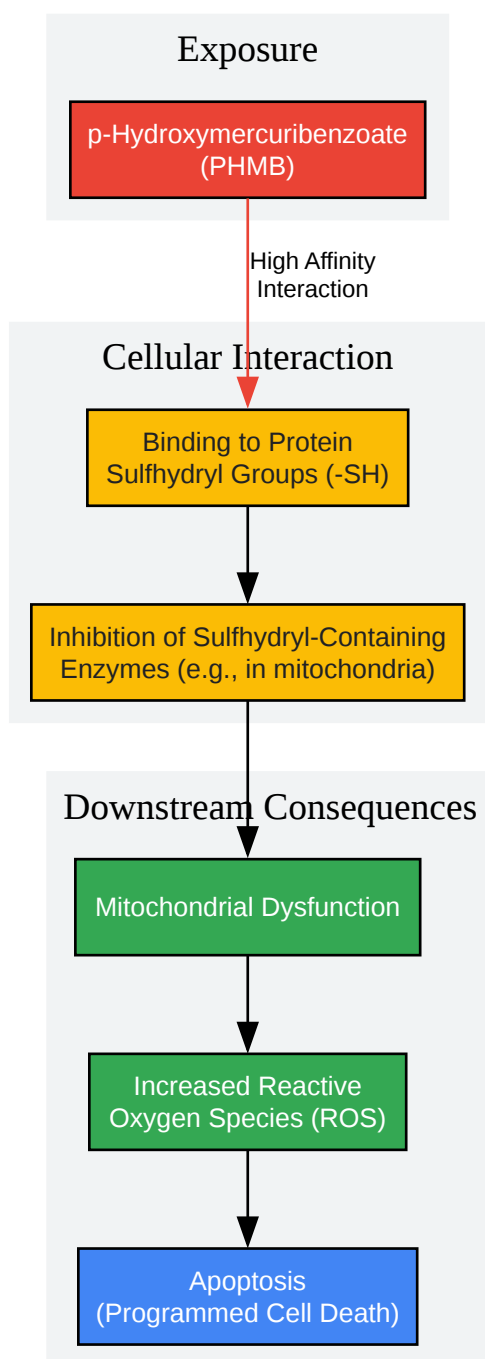 Exposure
p-Hydroxymercuribenzoate
(PHMB)
High Affinity
Interaction
Cellular Interaction
Binding to Protein
Sulfhydryl Groups (-SH)
Inhibition of Sulfhydryl-Containing
Enzymes (e.g., in mitochondria)
Downstream Consequences
Mitochondrial Dysfunction
Increased Reactive
Oxygen Species (ROS)
Apoptosis
(Programmed Cell Death)